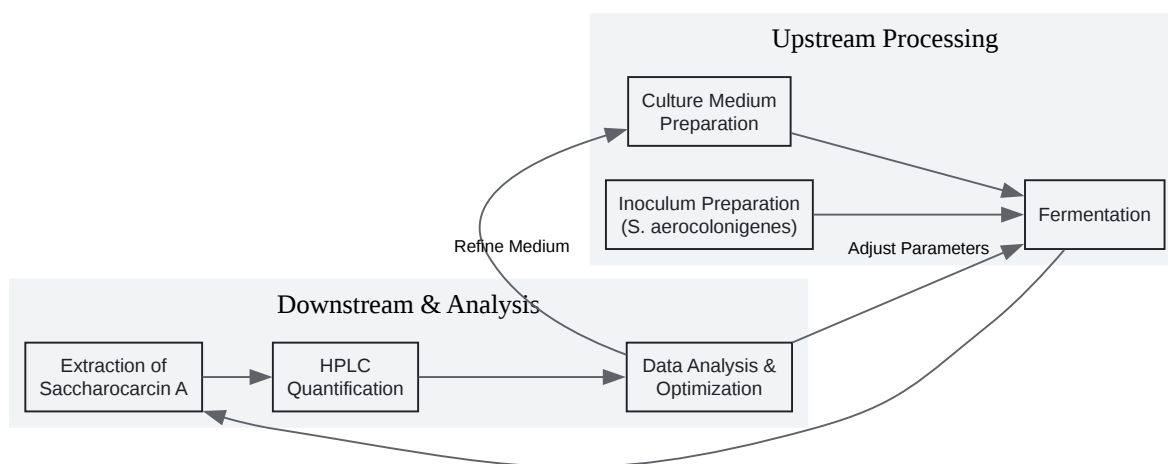 Upstream Processing
Culture Medium
Preparation
Inoculum Preparation
(S. aerocolonigenes)
Fermentation
Refine Medium
Adjust Parameters
Downstream & Analysis
Extraction of
Saccharocarcin A
HPLC
Quantification
Data Analysis &
Optimization